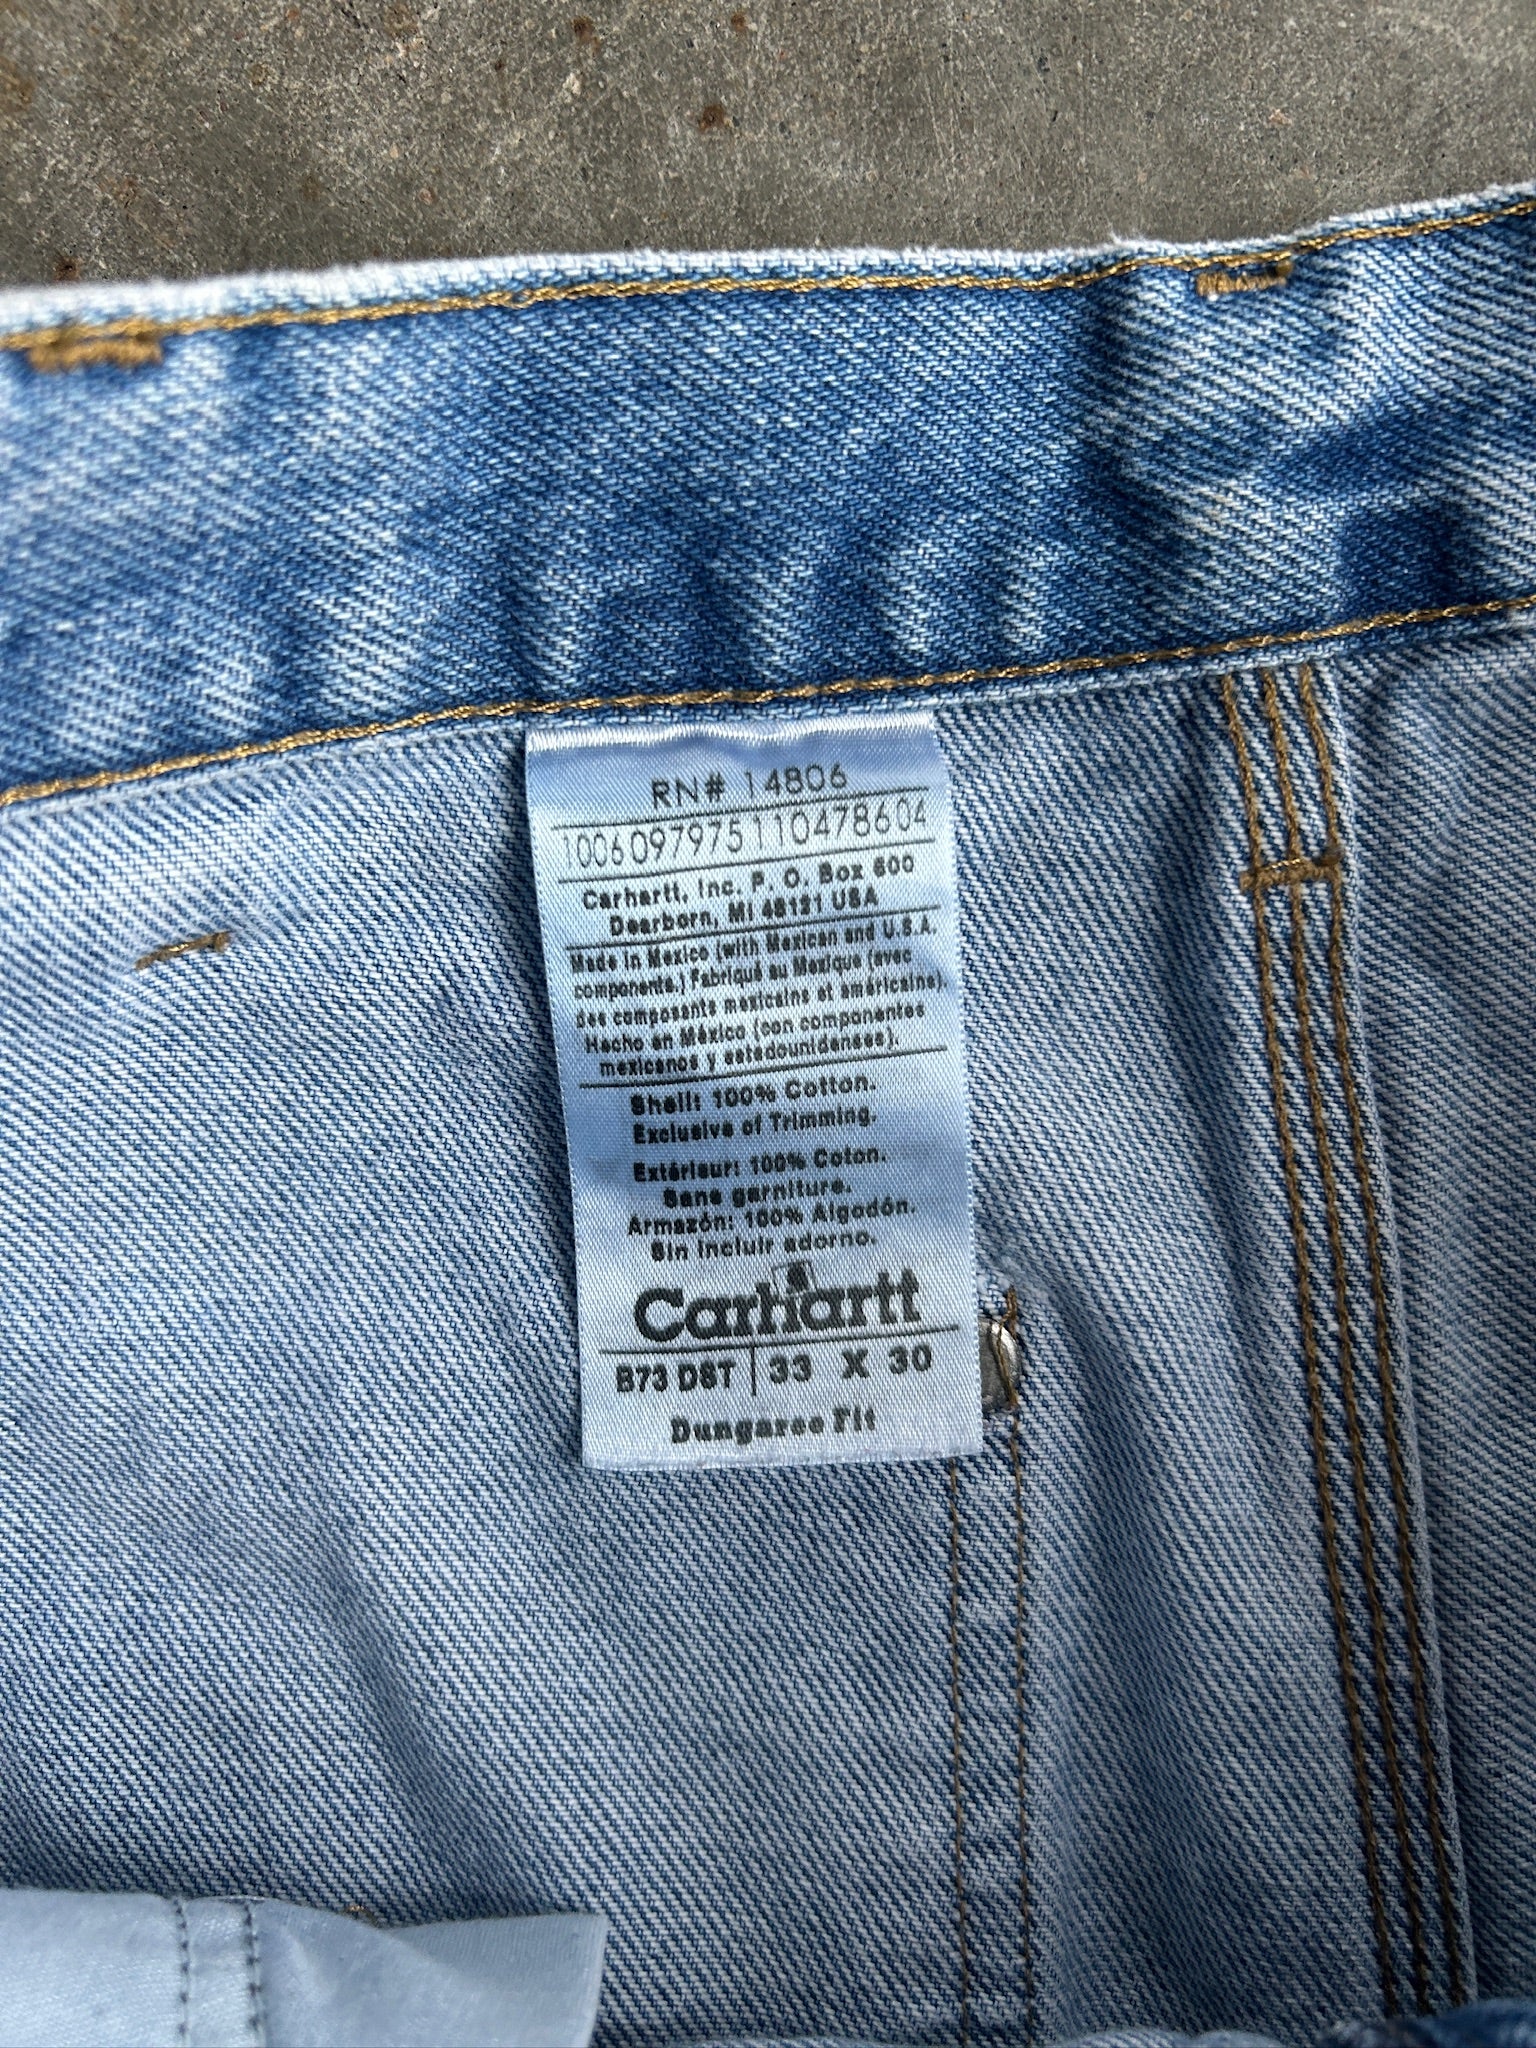 RN# 14806
1006097975110478604
Carhartt, Inc. P. O. Box 600
Dearborn, MI 48121 USA
Made in Mexico (with Mexican and U.S.A.
components.) Fabriqué au Mexique (avec
des composants mexicains et américains).
Hecho en México (con componentes
mexicanos y estadounidenses).
Shell: 100% Cotton.
Exclusive of Trimming.
Extérieur: 100% Coton.
Sans garniture.
Armazón: 100% Algodón.
Sin incluir adorno.
Carhartt
B73 DST 33 X 30
Dungaree Fit